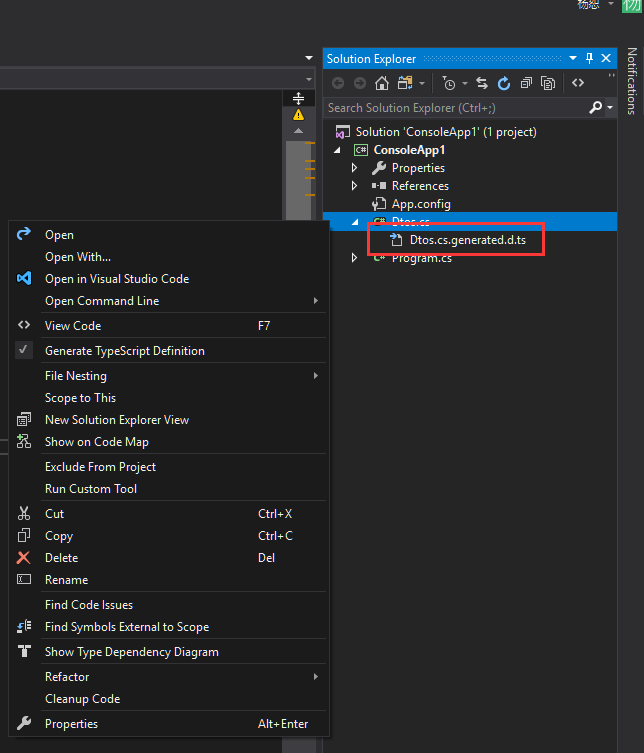 杨恕
杨
Notifications
Solution Explorer
Search Solution Explorer (Ctrl+;)
Solution 'ConsoleApp1' (1 project)
C# ConsoleApp1
Properties
References
App.config
C# Dtos.cs
Dtos.cs.generated.d.ts
C# Program.cs
Open
Open With...
Open in Visual Studio Code
Open Command Line
View Code F7
Generate TypeScript Definition
File Nesting
Scope to This
New Solution Explorer View
Show on Code Map
Exclude From Project
Run Custom Tool
Cut Ctrl+X
Copy Ctrl+C
Delete Del
Rename
Find Code Issues
Find Symbols External to Scope
Show Type Dependency Diagram
Refactor
Cleanup Code
Properties Alt+Enter